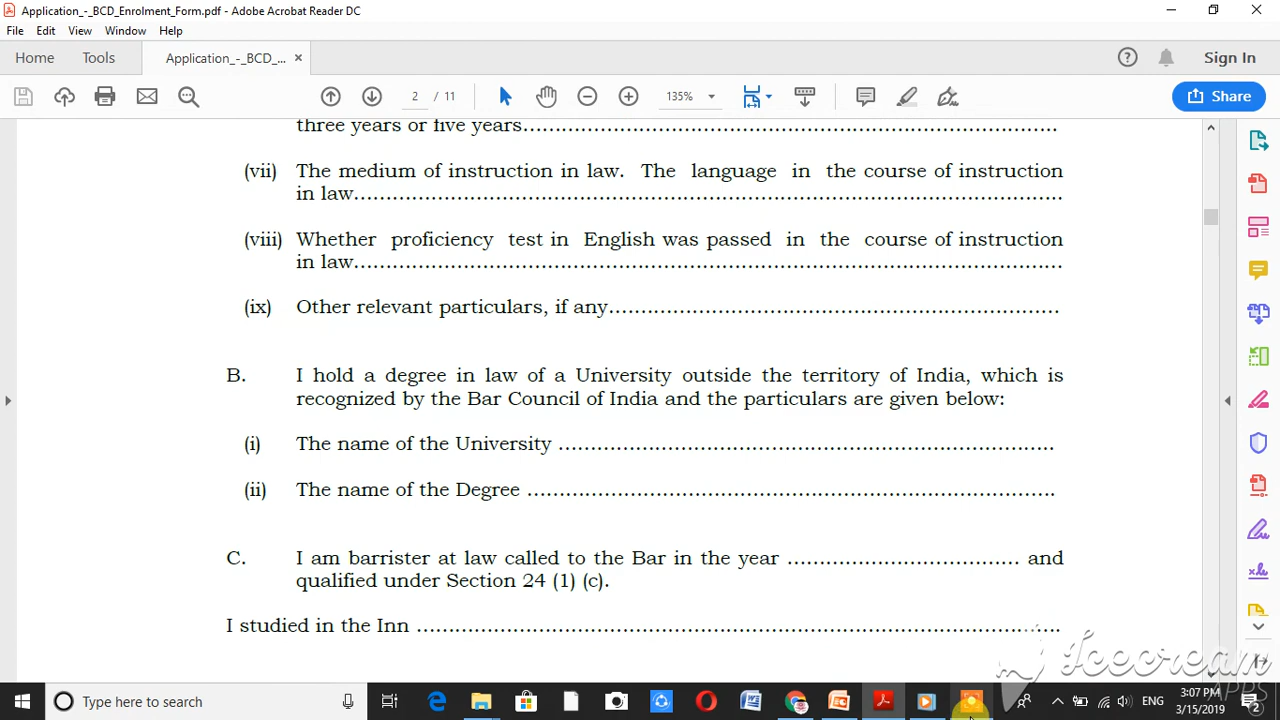 Application_-_BCD_Enrolment_Form.pdf - Adobe Acrobat Reader DC
File Edit View Window Help
Home Tools Application_-_BCD_... × Sign In
2 / 11 135% Share
three years or five years..............................................................................
(vii) The medium of instruction in law. The language in the course of instruction
in law.................................................................................................
(viii) Whether proficiency test in English was passed in the course of instruction
in law.................................................................................................
(ix) Other relevant particulars, if any.........................................................
B. I hold a degree in law of a University outside the territory of India, which is
recognized by the Bar Council of India and the particulars are given below:
(i) The name of the University ..............................................................
(ii) The name of the Degree ..................................................................
C. I am barrister at law called to the Bar in the year .................................... and
qualified under Section 24 (1) (c).
I studied in the Inn ..................................................................................
Icecream
APPS
Type here to search
ENG 3:07 PM
3/15/2019 2